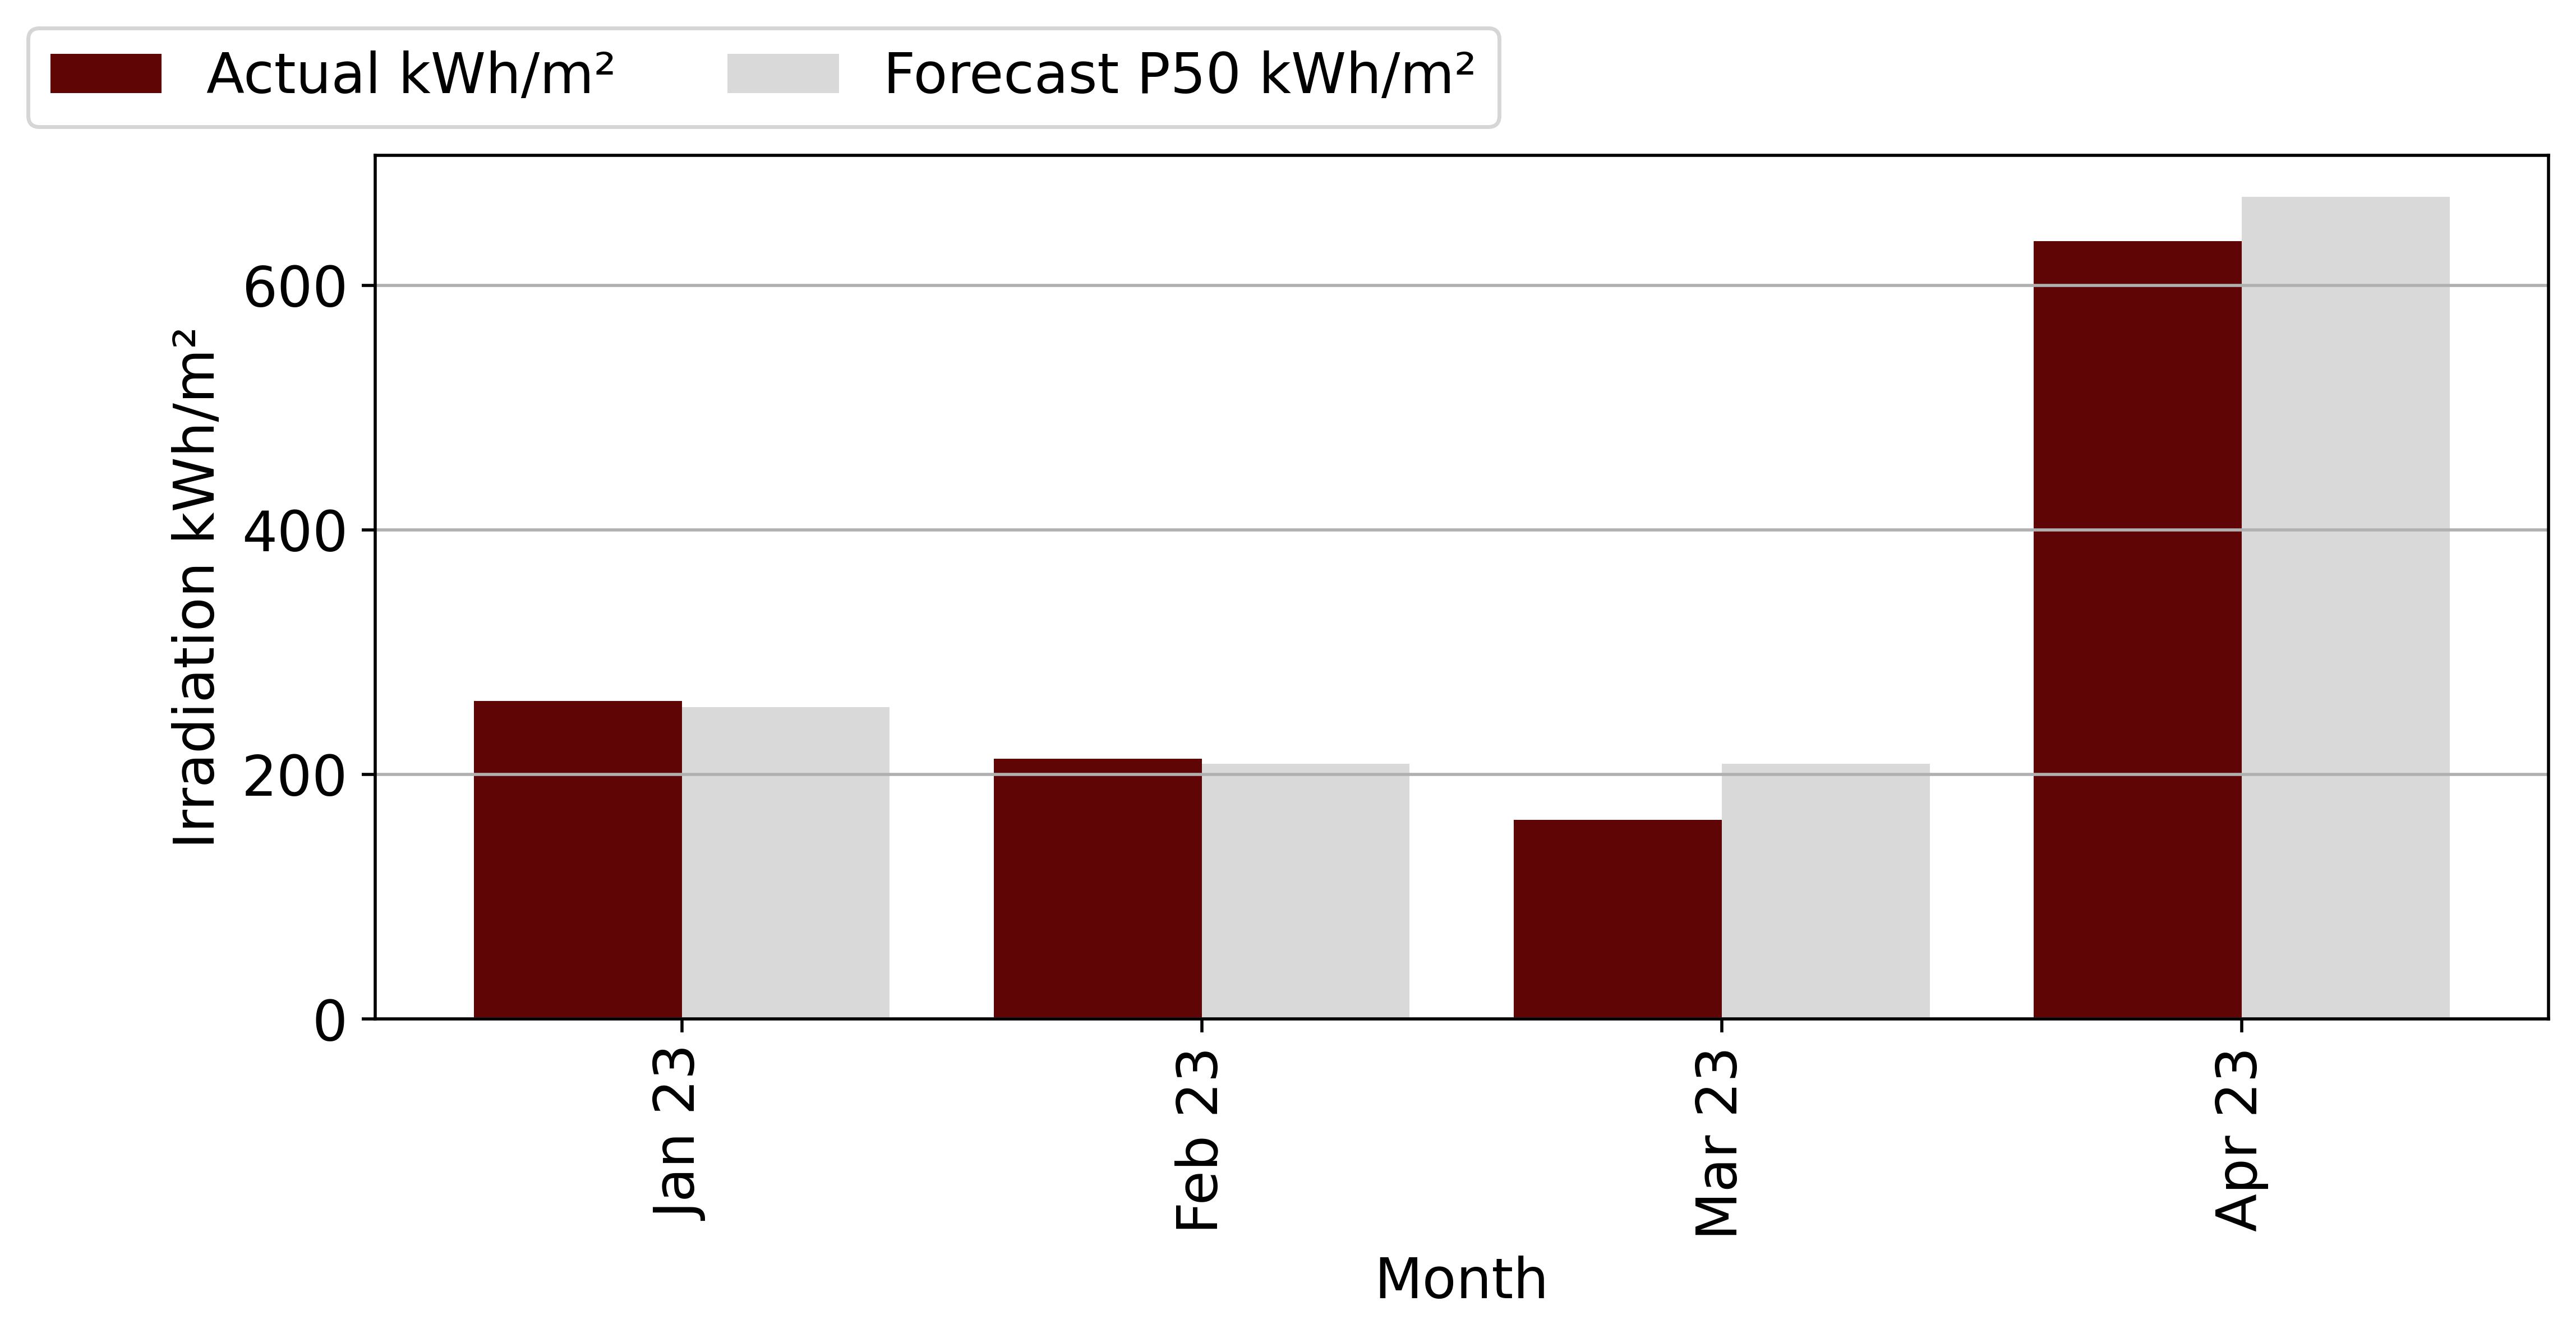 Actual kWh/m² Forecast P50 kWh/m²
Irradiation kWh/m²
600
400
200
0
Jan 23
Feb 23
Mar 23
Apr 23
Month